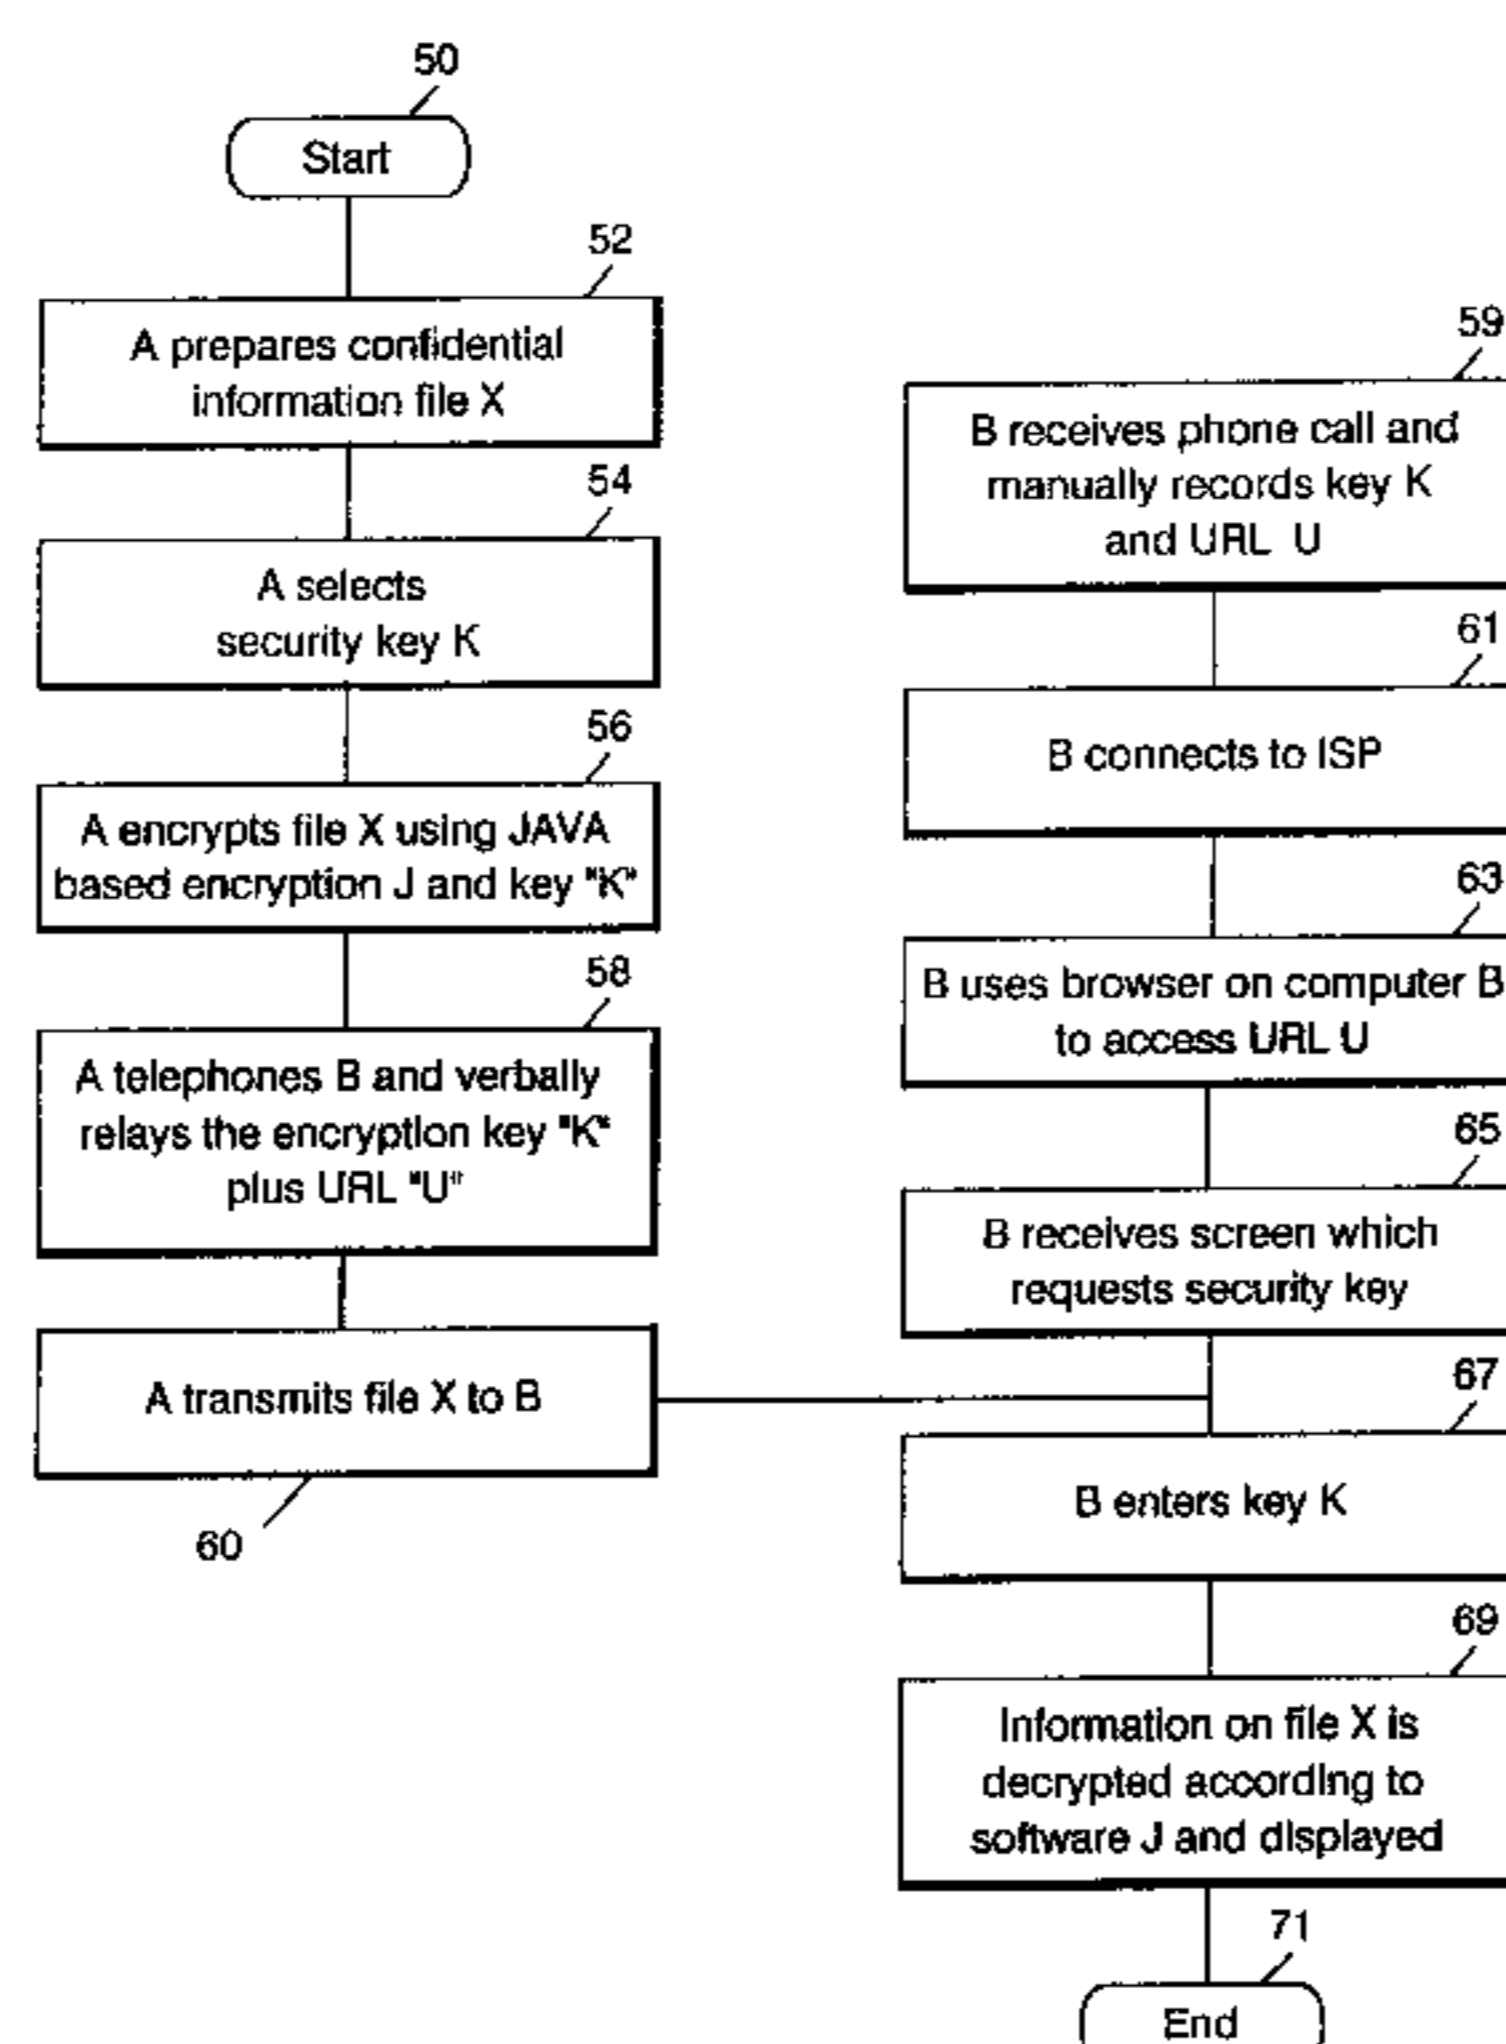 50
Start
52
A prepares confidential
information file X
54
A selects
security key K
56
A encrypts file X using JAVA
based encryption J and key "K"
58
A telephones B and verbally
relays the encryption key "K"
plus URL "U"
A transmits file X to B
60
59
B receives phone call and
manually records key K
and URL U
61
B connects to ISP
63
B uses browser on computer B
to access URL U
65
B receives screen which
requests security key
67
B enters key K
69
Information on file X is
decrypted according to
software J and displayed
71
End